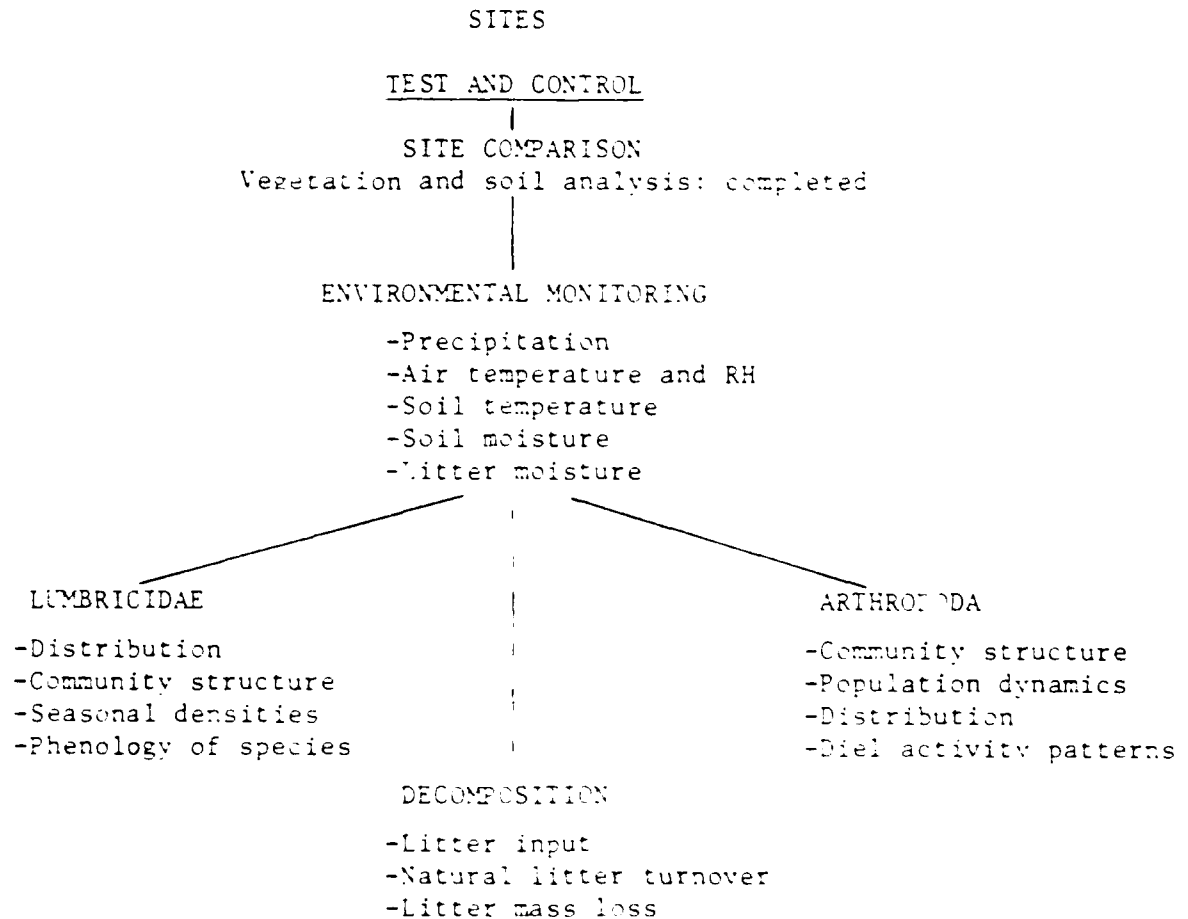 SITES
TEST AND CONTROL
SITE COMPARISON
Vegetation and soil analysis: completed
ENVIRONMENTAL MONITORING
-Precipitation
-Air temperature and RH
-Soil temperature
-Soil moisture
-Litter moisture
LUMBRICIDAE
-Distribution
-Community structure
-Seasonal densities
-Phenology of species
ARTHROPODA
-Community structure
-Population dynamics
-Distribution
-Diel activity patterns
DECOMPOSITION
-Litter input
-Natural litter turnover
-Litter mass loss